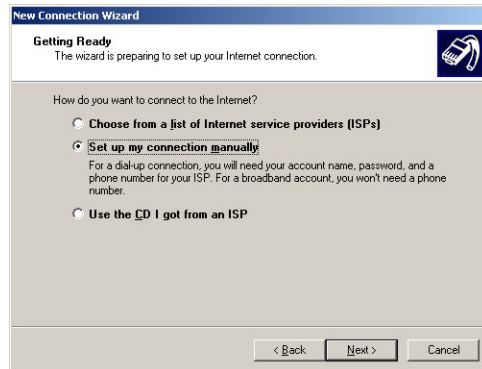 New Connection Wizard
Getting Ready
The wizard is preparing to set up your Internet connection.
How do you want to connect to the Internet?
Choose from a list of Internet service providers (ISPs)
Set up my connection manually
For a dial-up connection, you will need your account name, password, and a
phone number for your ISP. For a broadband account, you won't need a phone
number.
Use the CD I got from an ISP
< Back Next > Cancel